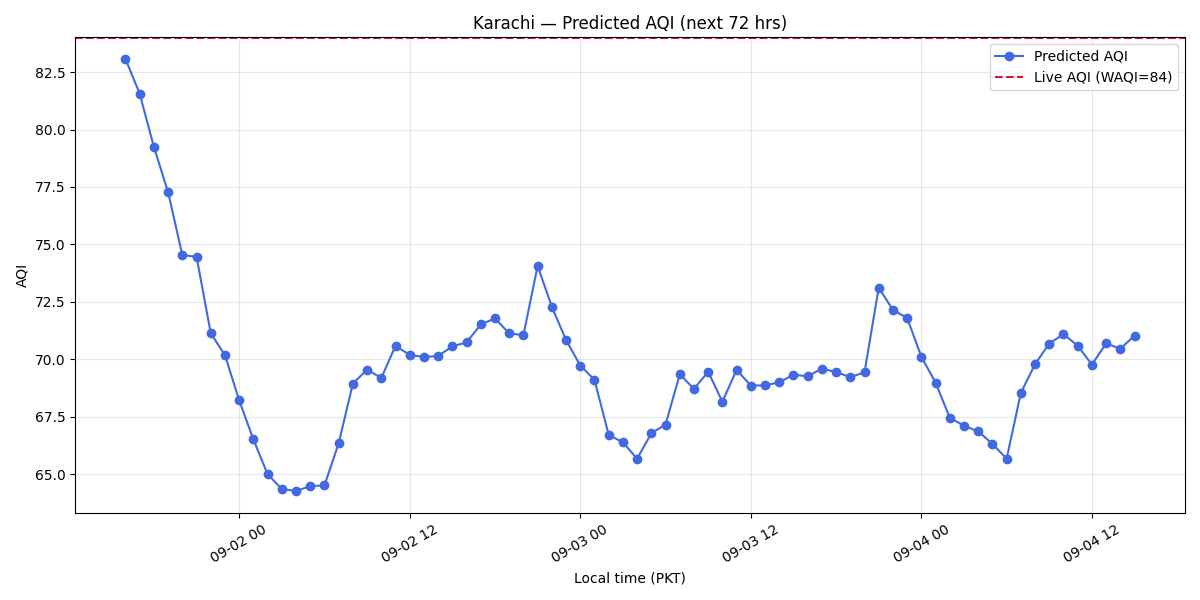 Karachi — Predicted AQI (next 72 hrs)
Predicted AQI
Live AQI (WAQI=84)
82.5
80.0
77.5
75.0
72.5
70.0
67.5
65.0
AQI
09-02 00
09-02 12
09-03 00
09-03 12
09-04 00
09-04 12
Local time (PKT)